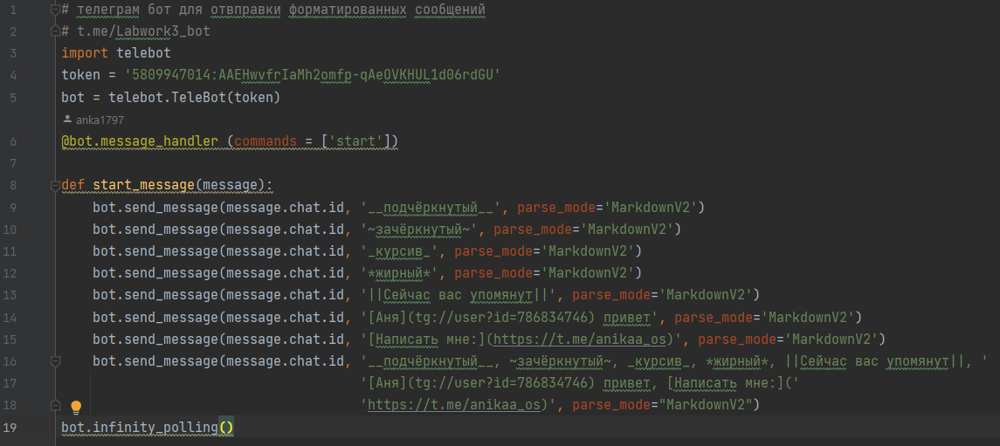 1 # телеграм бот для отвправки форматированных сообщений
2 # t.me/Labwork3_bot
3 import telebot
4 token = '5809947014:AAEHwvfrIaMh2omfp-qAeOVKHUL1d06rdGU'
5 bot = telebot.TeleBot(token)
anka1797
6 @bot.message_handler (commands = ['start'])
7
8 def start_message(message):
9 bot.send_message(message.chat.id, '__подчёркнутый__', parse_mode='MarkdownV2')
10 bot.send_message(message.chat.id, '~зачёркнутый~', parse_mode='MarkdownV2')
11 bot.send_message(message.chat.id, '_курсив_', parse_mode='MarkdownV2')
12 bot.send_message(message.chat.id, '*жирный*', parse_mode='MarkdownV2')
13 bot.send_message(message.chat.id, '||Сейчас вас упомянут||', parse_mode='MarkdownV2')
14 bot.send_message(message.chat.id, '[Аня](tg://user?id=786834746) привет', parse_mode='MarkdownV2')
15 bot.send_message(message.chat.id, '[Написать мне:](https://t.me/anikaa_os)', parse_mode='MarkdownV2')
16 bot.send_message(message.chat.id, '__подчёркнутый__, ~зачёркнутый~, _курсив_, *жирный*, ||Сейчас вас упомянут||, '
17 '[Аня](tg://user?id=786834746) привет, [Написать мне:]('
18 'https://t.me/anikaa_os)', parse_mode="MarkdownV2")
19 bot.infinity_polling()